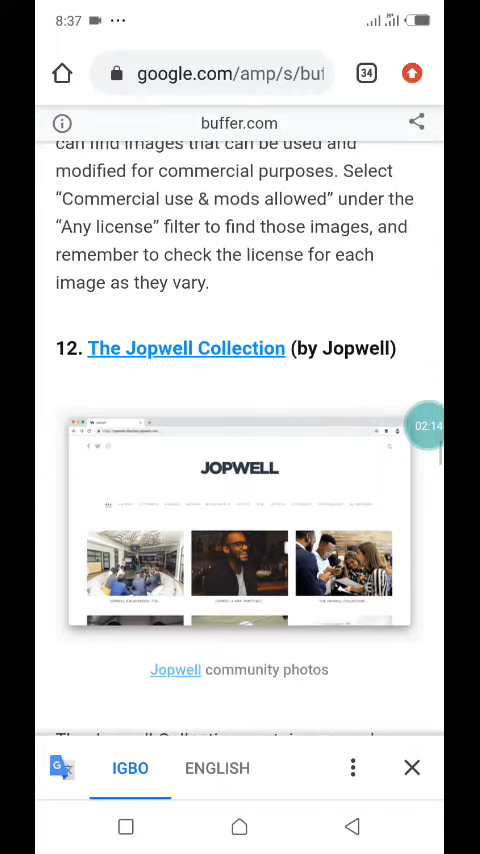 8:37
34
google.com/amp/s/buf
buffer.com
can find images that can be used and
modified for commercial purposes. Select
“Commercial use & mods allowed” under the
“Any license” filter to find those images, and
remember to check the license for each
image as they vary.
12. The Jopwell Collection (by Jopwell)
02:14
JOPWELL
ALL
Jopwell community photos
IGBO
ENGLISH